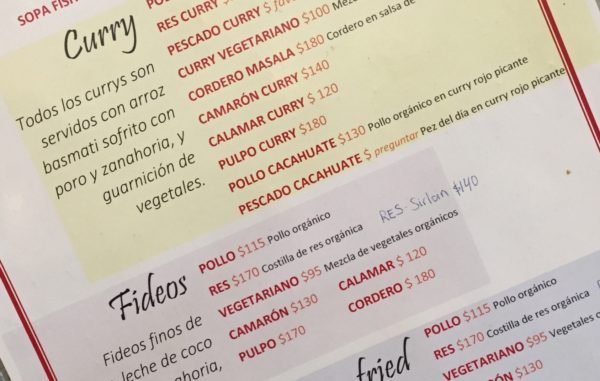 SOPA
Curry
Todos los currys son
servidos con arroz
basmati sofrito con
poro y zanahoria, y
guarnición de
vegetales.
RES CURRY
PESCADO CURRY $
CURRY VEGETARIANO $100
CORDERO MASALA $180 Cordero en salsa de
CAMARÓN CURRY $140
CALAMAR CURRY $ 120
PULPO CURRY $180
POLLO CACAHUATE $130 Pollo orgánico en curry rojo picante
PESCADO CACAHUATE $ preguntar Pez del día en curry rojo picante
Fideos
Fideos finos de
leche de coco
POLLO $115 Pollo orgánico
RES $170 Costilla de res orgánica RES-Sirloin $140
VEGETARIANO $95 Mezcla de vegetales orgánicos
CAMARÓN $130
PULPO $170
CALAMAR $ 120
CORDERO $ 180
fried
POLLO $115 Pollo orgánico
RES $170 Costilla de res orgánica
VEGETARIANO $95 Vegetales
$130